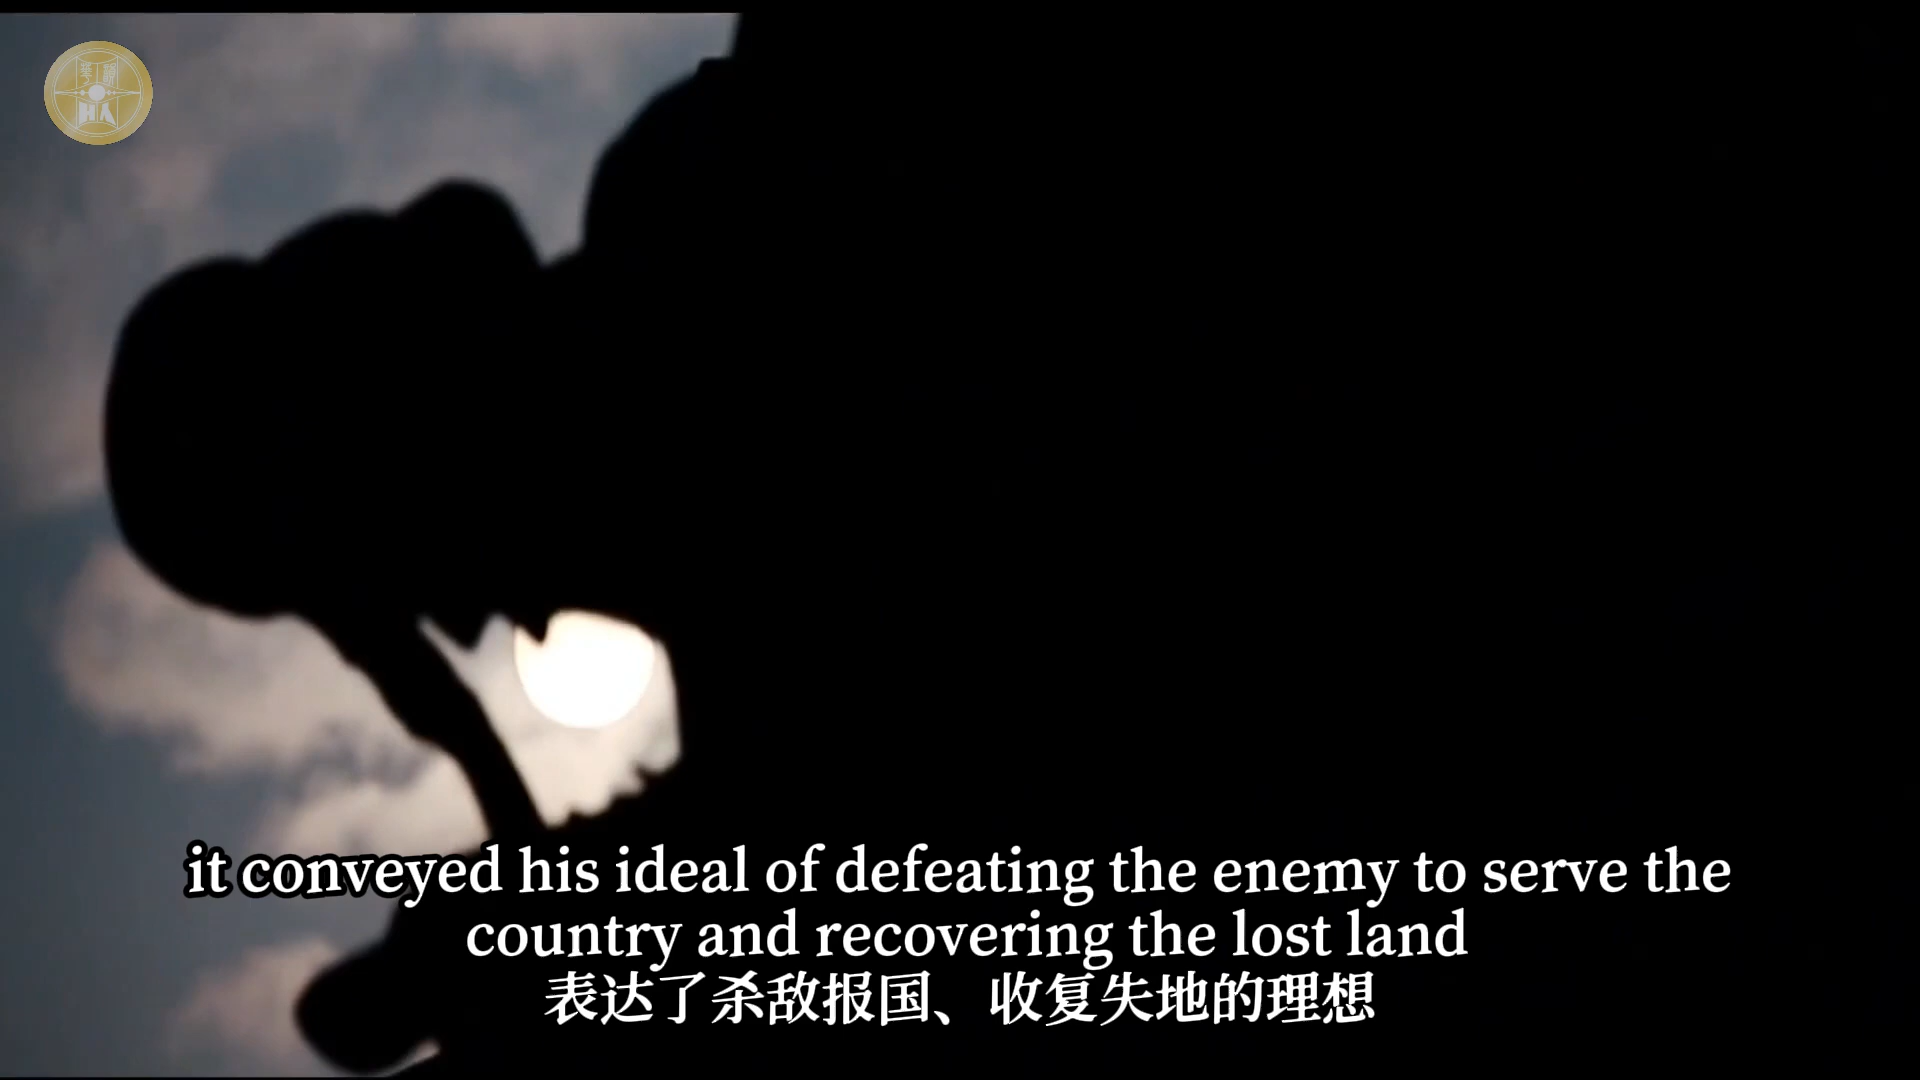 it conveyed his ideal of defeating the enemy to serve the
country and recovering the lost land
表达了杀敌报国、收复失地的理想